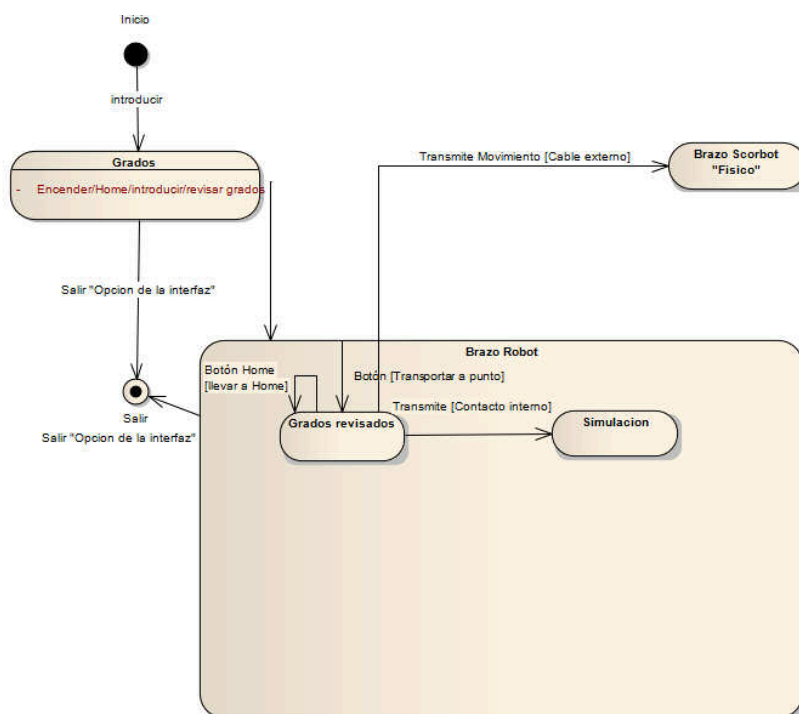 Inicio
introducir
Grados
- Encender/Home/introducir/revisar grados
Transmite Movimiento [Cable externo]
Brazo Scorbot
"Fisico"
Salir "Opcion de la interfaz"
Brazo Robot
Botón Home
[llevar a Home]
Botón [Transportar a punto]
Salir
Salir "Opcion de la interfaz"
Transmite [Contacto interno]
Grados revisados
Simulacion